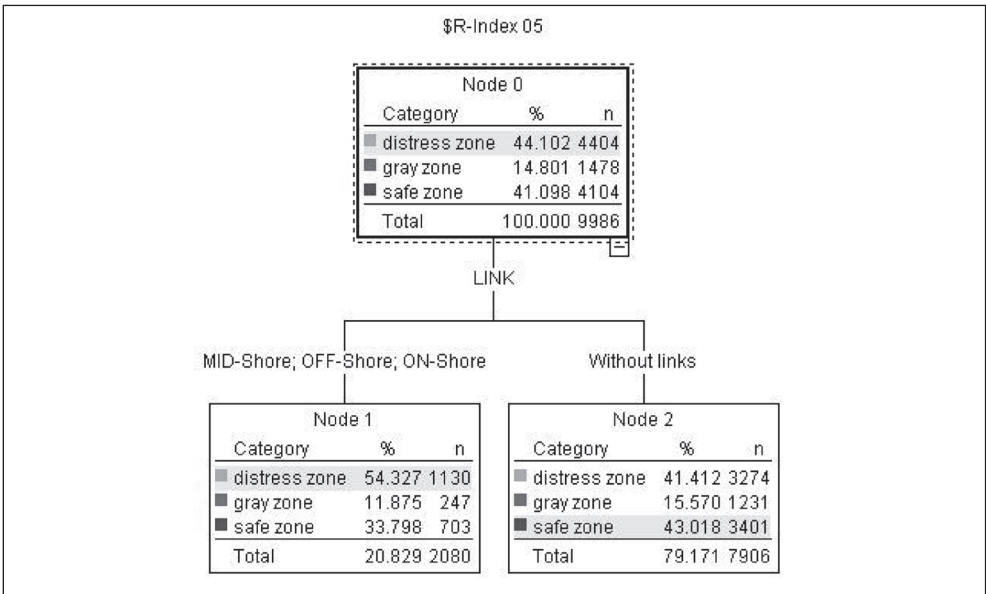 $R-Index 05
Node 0
Category % n
distress zone 44.102 4404
gray zone 14.801 1478
safe zone 41.098 4104
Total 100.000 9986
LINK
MID-Shore; OFF-Shore; ON-Shore
Without links
Node 1
Category % n
distress zone 54.327 1130
gray zone 11.875 247
safe zone 33.798 703
Total 20.829 2080
Node 2
Category % n
distress zone 41.412 3274
gray zone 15.570 1231
safe zone 43.018 3401
Total 79.171 7906